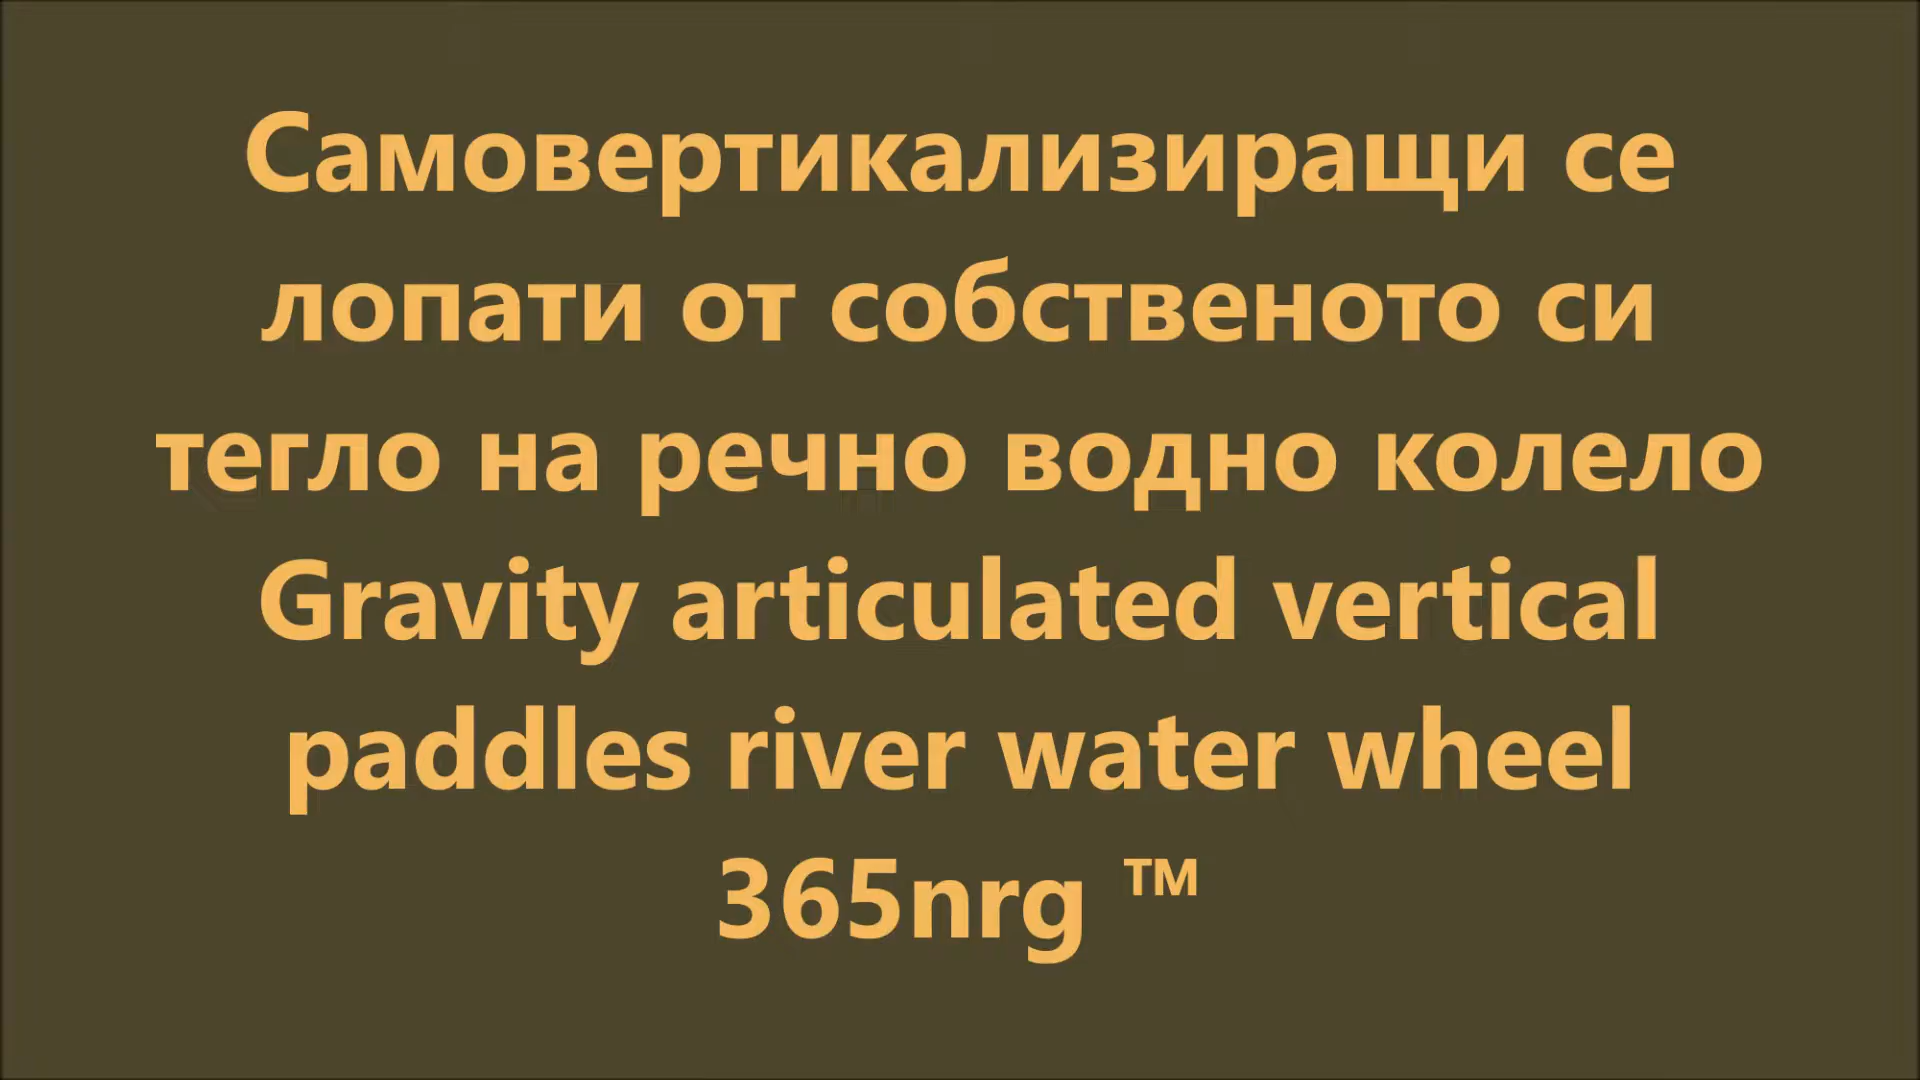 Самовертикализиращи се
лопати от собственото си
тегло на речно водно колело
Gravity articulated vertical
paddles river water wheel
365nrg ™